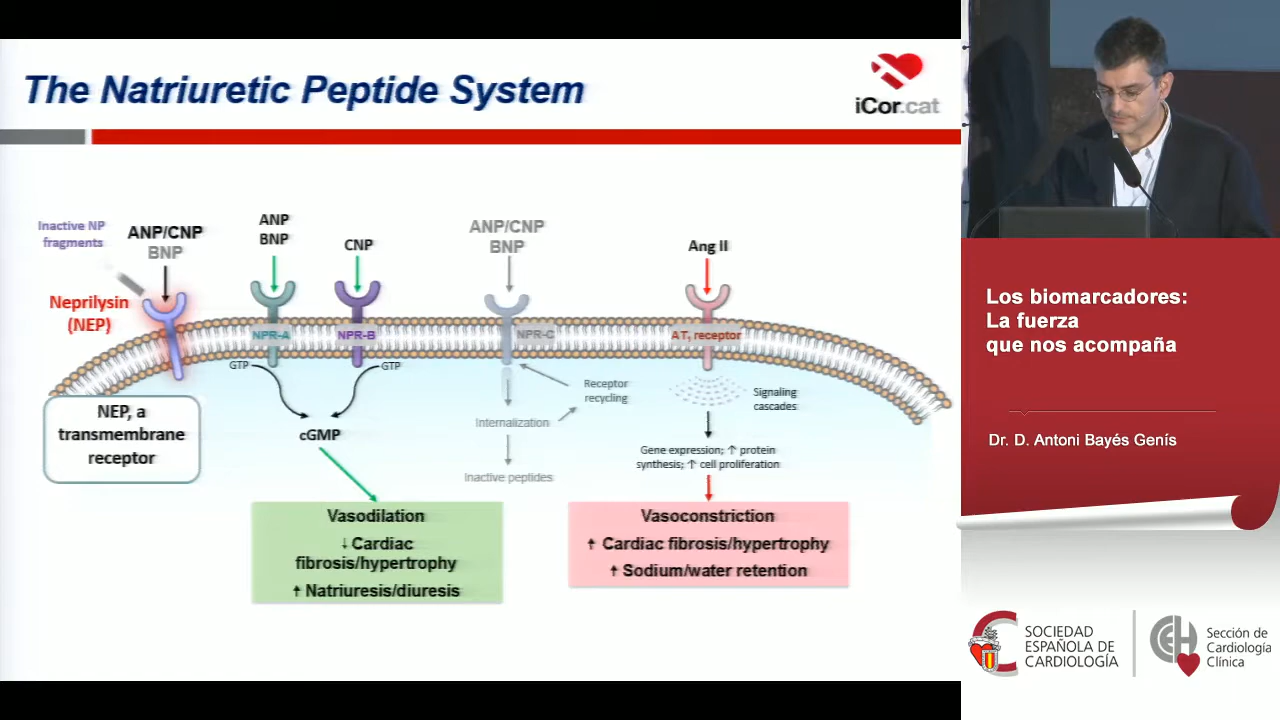 The Natriuretic Peptide System
iCor.cat
Inactive NP
fragments
ANP/CNP
BNP
Neprilysin
(NEP)
ANP
BNP
CNP
ANP/CNP
BNP
Ang II
NPR-A
NPR-B
NPR-C
AT₁ receptor
GTP
GTP
cGMP
Receptor
recycling
Internalization
Inactive peptides
Signaling
cascades
Gene expression; ↑ protein
synthesis; ↑ cell proliferation
NEP, a
transmembrane
receptor
Vasodilation
↓ Cardiac
fibrosis/hypertrophy
↑ Natriuresis/diuresis
Vasoconstriction
↑ Cardiac fibrosis/hypertrophy
↑ Sodium/water retention
Los biomarcadores:
La fuerza
que nos acompaña
Dr. D. Antoni Bayés Genís
SOCIEDAD
ESPAÑOLA DE
CARDIOLOGÍA
Sección de
Cardiología
Clínica